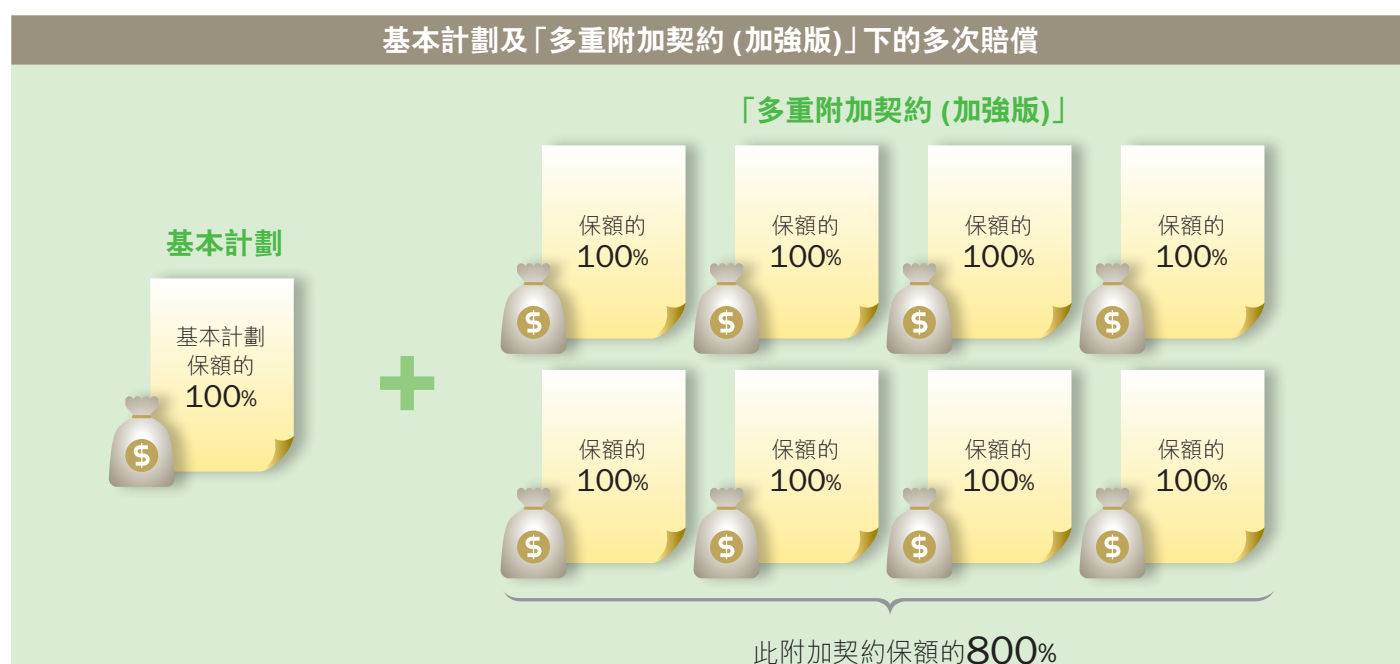 基本計劃及「多重附加契約 (加強版)」下的多次賠償
「多重附加契約 (加強版)」
基本計劃
基本計劃
保額的
100%
$
保額的
100%
$
保額的
100%
$
保額的
100%
$
保額的
100%
$
保額的
100%
$
保額的
100%
$
保額的
100%
$
保額的
100%
$
此附加契約保額的800%